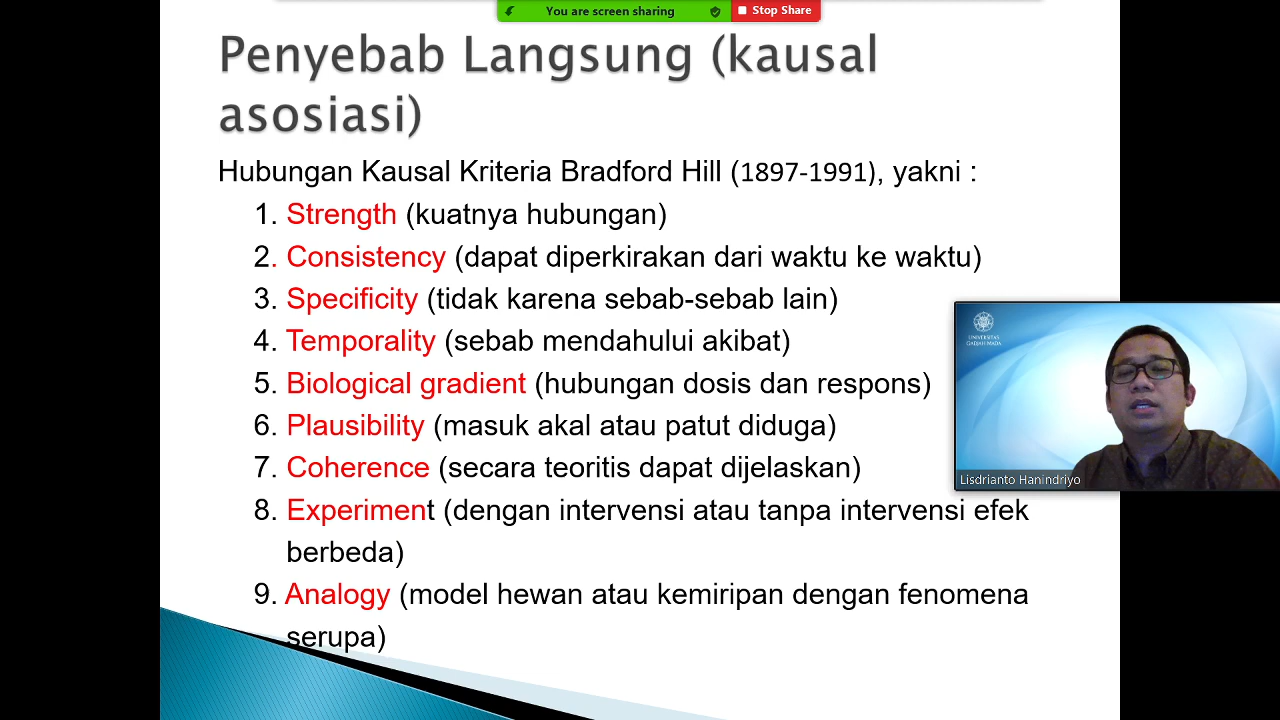 You are screen sharing
Stop Share
Penyebab Langsung (kausal
asosiasi)
Hubungan Kausal Kriteria Bradford Hill (1897-1991), yakni :
1. Strength (kuatnya hubungan)
2. Consistency (dapat diperkirakan dari waktu ke waktu)
3. Specificity (tidak karena sebab-sebab lain)
4. Temporality (sebab mendahului akibat)
5. Biological gradient (hubungan dosis dan respons)
6. Plausibility (masuk akal atau patut diduga)
7. Coherence (secara teoritis dapat dijelaskan)
8. Experiment (dengan intervensi atau tanpa intervensi efek
berbeda)
9. Analogy (model hewan atau kemiripan dengan fenomena
serupa)
UNIVERSITAS
GADJAH MADA
Lisdrianto Hanindriyo